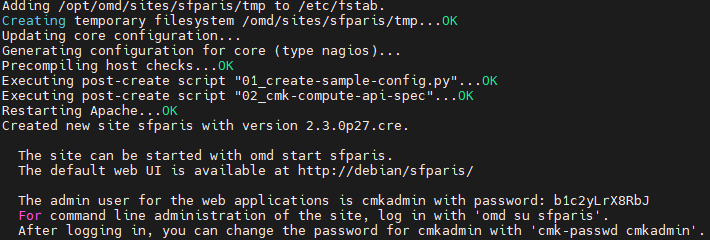 Adding /opt/omd/sites/sfparis/tmp to /etc/fstab.
Creating temporary filesystem /omd/sites/sfparis/tmp...OK
Updating core configuration...
Generating configuration for core (type nagios)...
Precompiling host checks...OK
Executing post-create script "01_create-sample-config.py"...OK
Executing post-create script "02_cmk-compute-api-spec"...OK
Restarting Apache...OK
Created new site sfparis with version 2.3.0p27.cre.

  The site can be started with omd start sfparis.
  The default web UI is available at http://debian/sfparis/

  The admin user for the web applications is cmkadmin with password: b1c2yLrX8RbJ
  For command line administration of the site, log in with 'omd su sfparis'.
  After logging in, you can change the password for cmkadmin with 'cmk-passwd cmkadmin'.